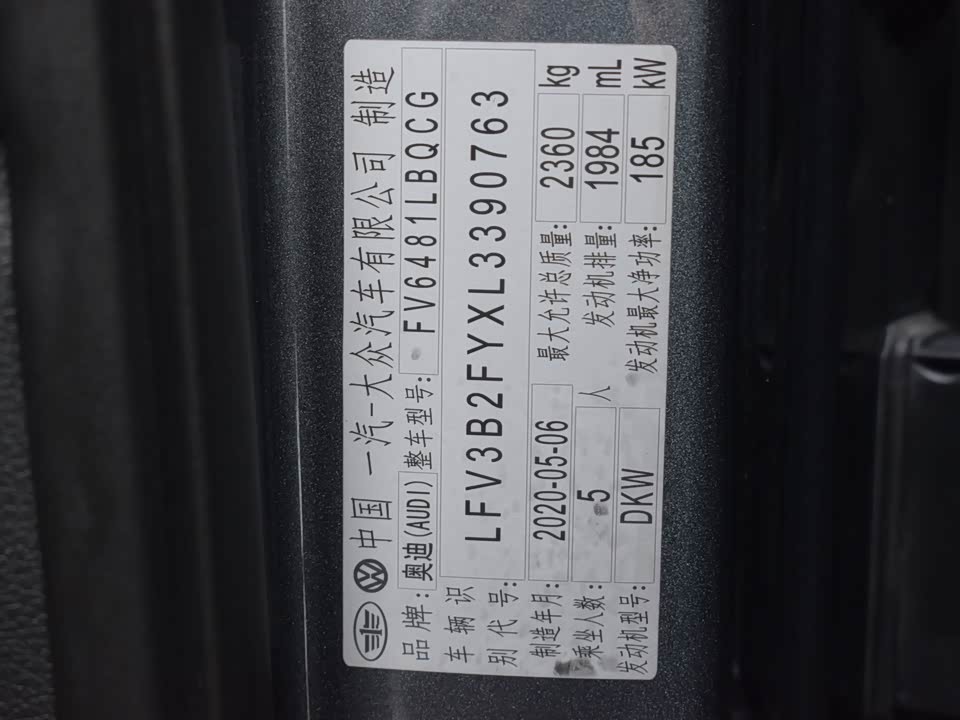 中国 一汽-大众汽车有限公司 制造
品牌: 奥迪(AUDI) 整车型号: FV6481LBQCG
车辆识别代号: LFV3B2FYXL3390763
制造年月: 2020-05-06 最大允许总质量: 2360 kg
乘坐人数: 5 人 发动机排量: 1984 mL
发动机型号: DKW 发动机最大净功率: 185 kW